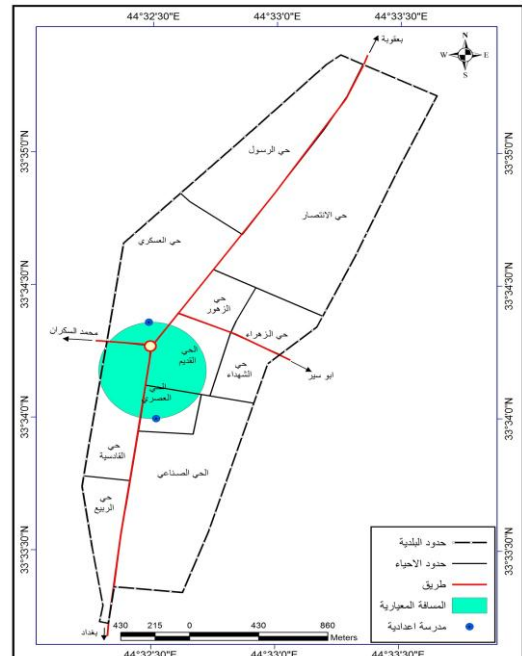 44°32'30"E 44°33'0"E 44°33'30"E
بعقوبة
N
W E
S
33°35'0"N 33°35'0"N
حي الرسول
حي الانتصار
حي العسكري
33°34'30"N 33°34'30"N
حي
الزهور
محمد السكران
حي الزهراء
الحي
القديم
حي
الشهداء
ابو سير
الحي
العصري
33°34'0"N 33°34'0"N
حي
القادسية
الحي الصناعي
حي
الربيع
33°33'30"N 33°33'30"N
حدود البلدية
حدود الاحياء
طريق
المسافة المعيارية
مدرسة اعدادية
بغداد
430 215 0 430 860
Meters
44°32'30"E 44°33'0"E 44°33'30"E